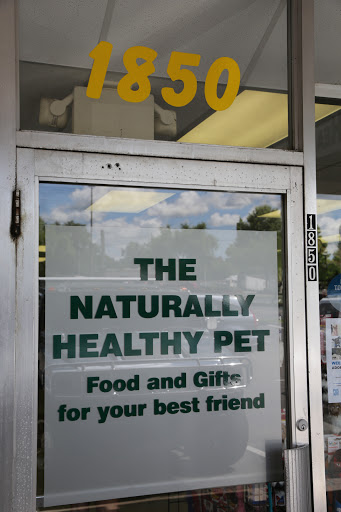 1850
1850
THE
NATURALLY
HEALTHY PET
Food and Gifts
for your best friend